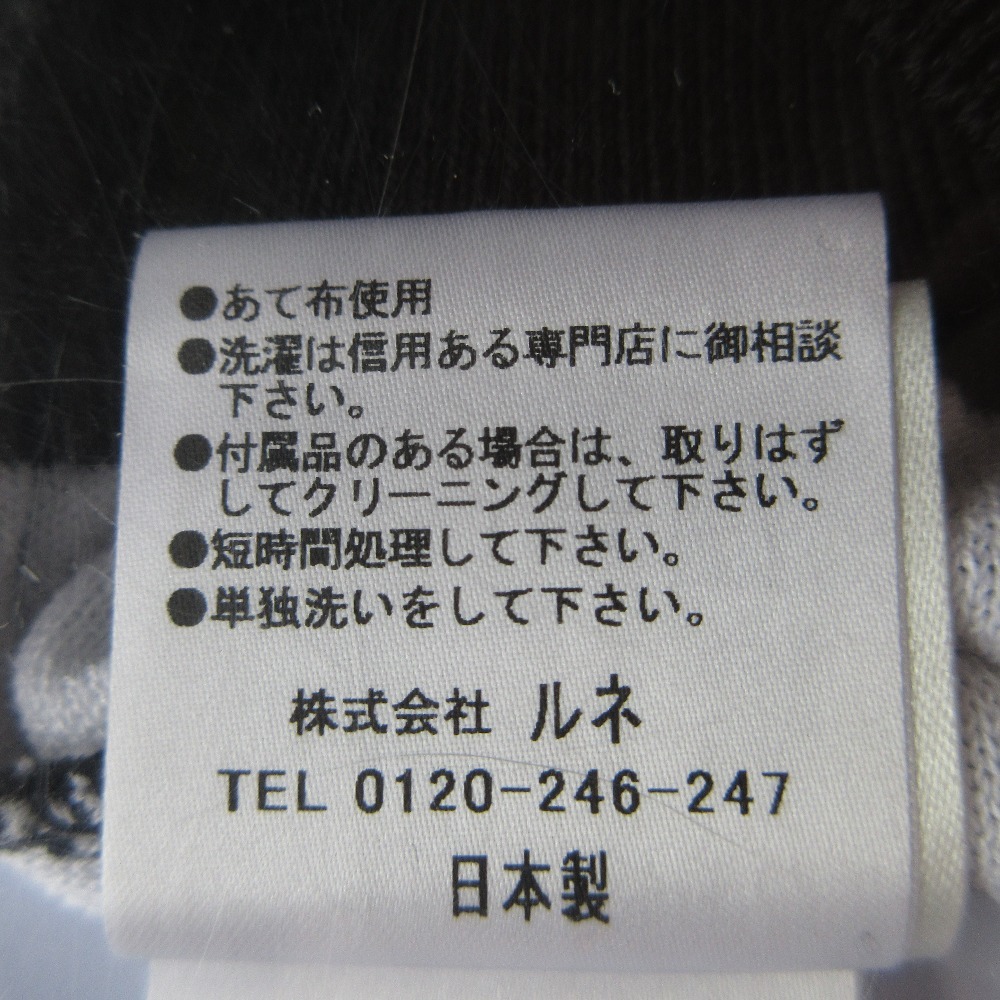 ●あて布使用
●洗濯は信用ある専門店に御相談
下さい。
●付属品のある場合は、取りはず
してクリーニングして下さい。
●短時間処理して下さい。
●単独洗いをして下さい。
株式会社 ルネ
TEL 0120-246-247
日本製